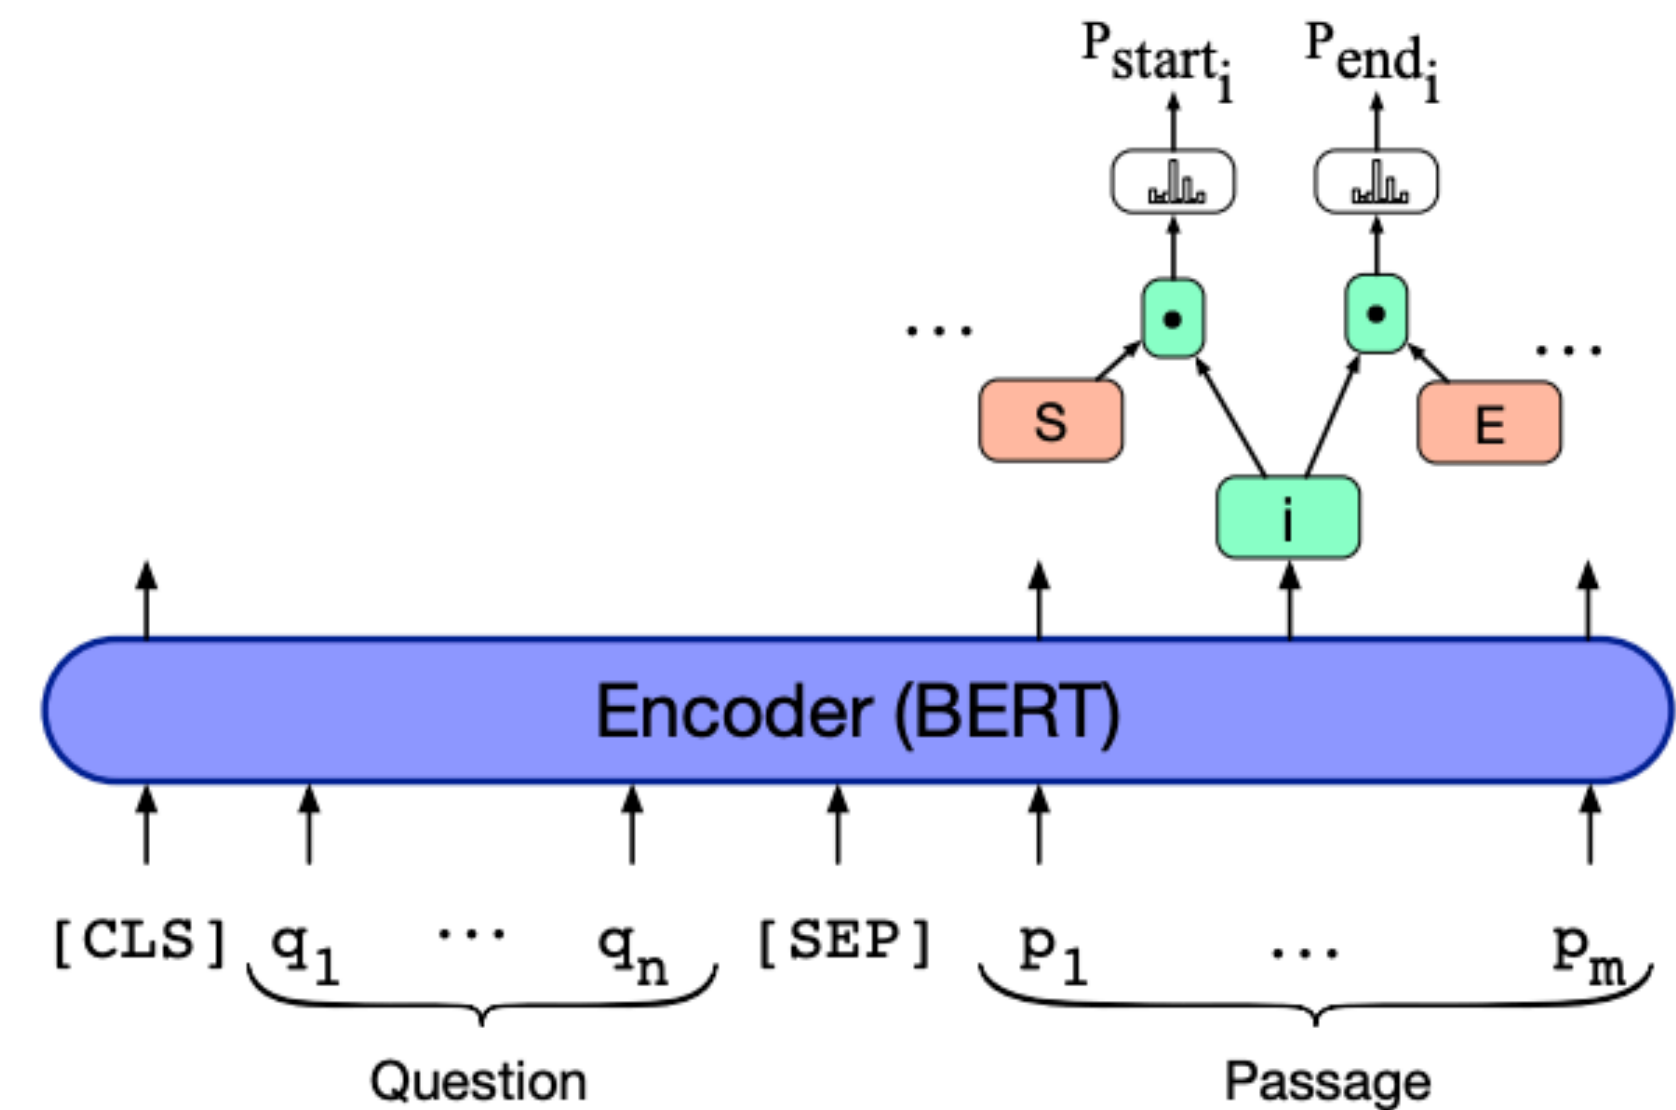 Pstarti Pendi
... ...
S E
i
Encoder (BERT)
[CLS] q1 ... qn [SEP] p1 ... pm
Question Passage